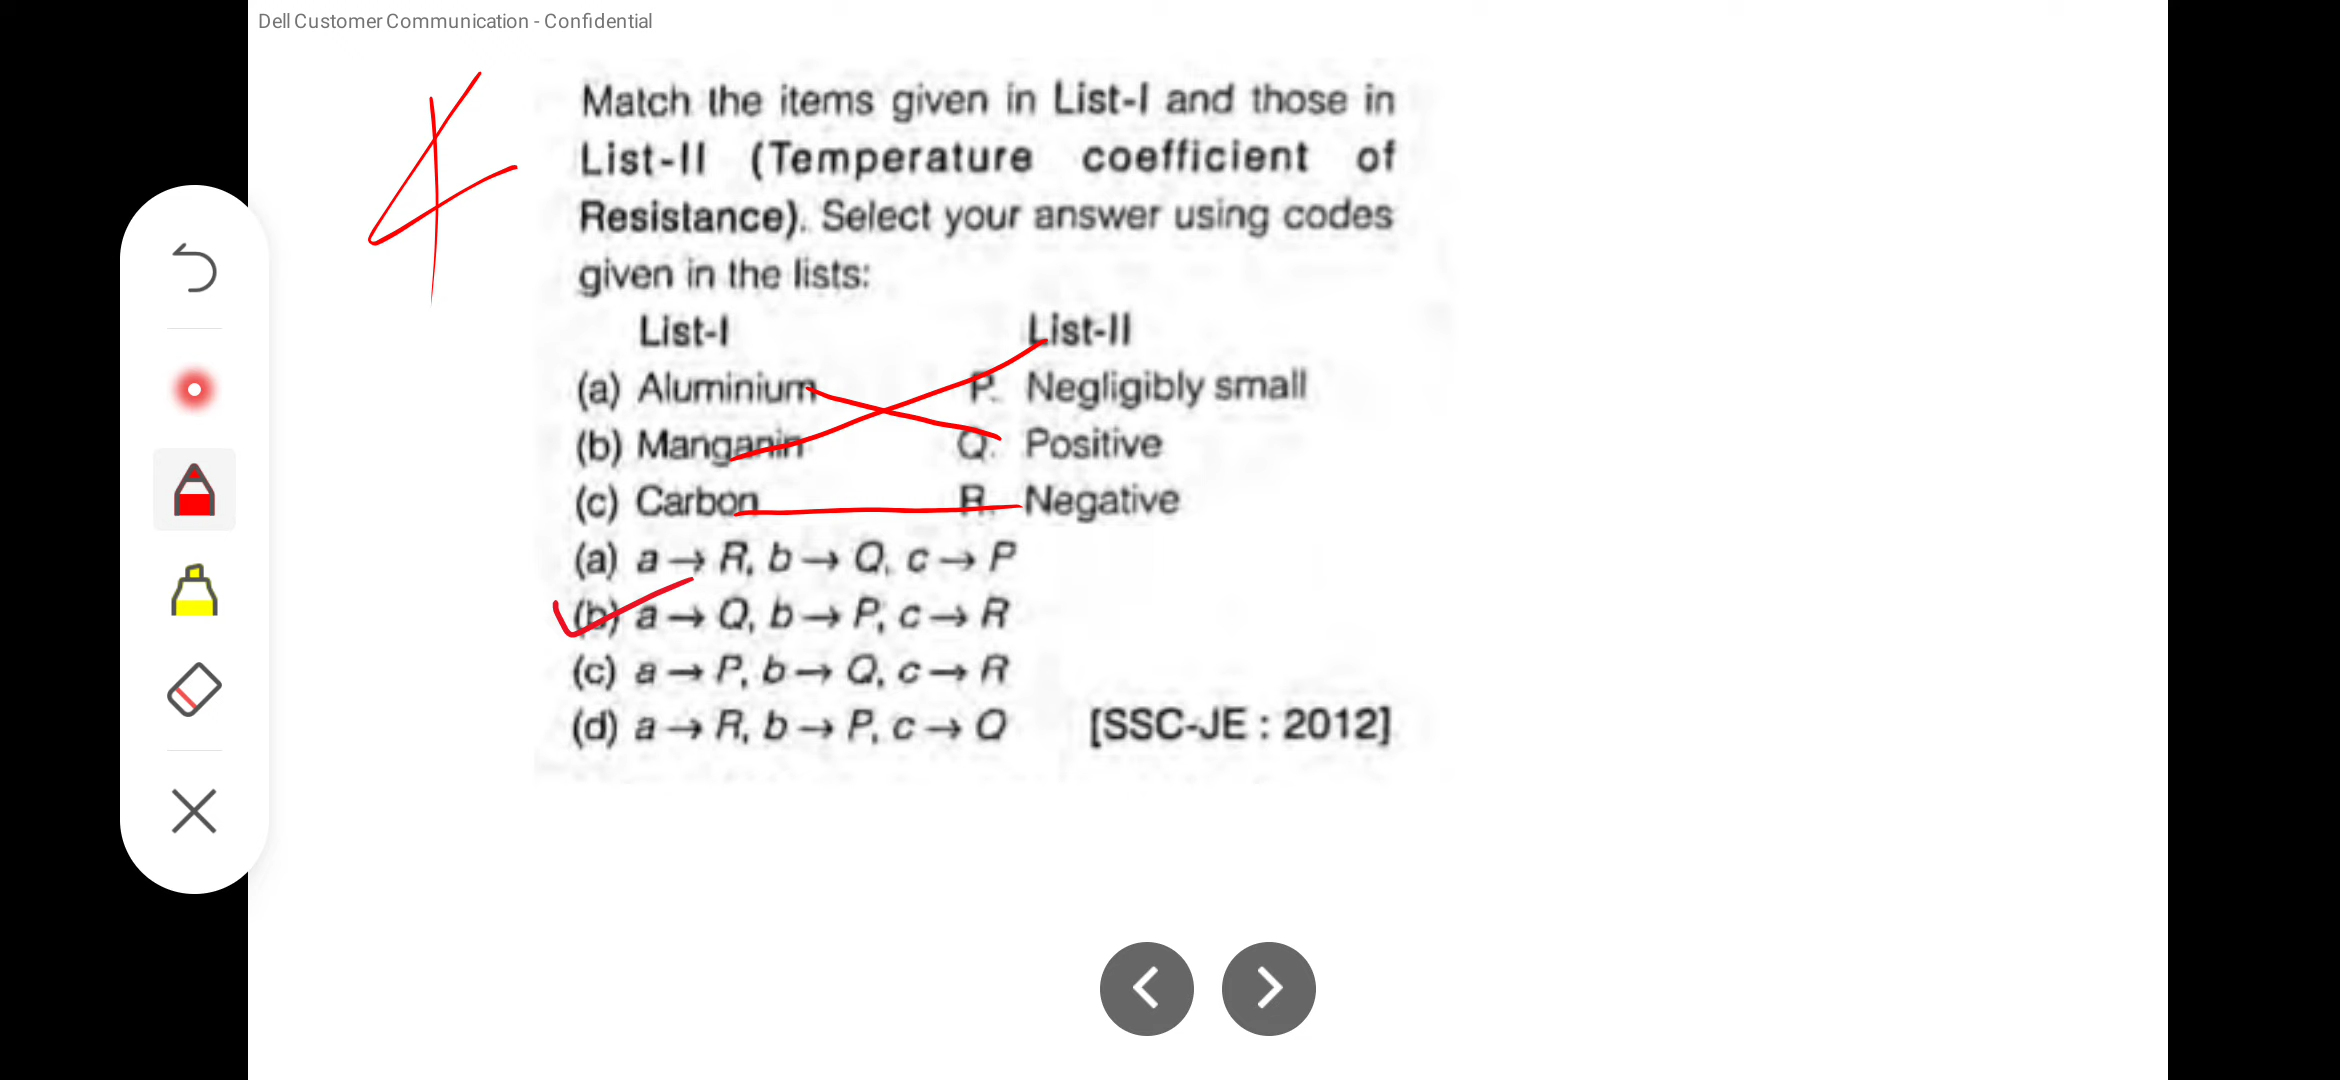 Dell Customer Communication - Confidential
4
Match the items given in List-I and those in
List-II (Temperature coefficient of
Resistance). Select your answer using codes
given in the lists:
List-I List-II
(a) Aluminium P. Negligibly small
(b) Manganin Q. Positive
(c) Carbon R. Negative
(a) a → R, b → Q, c → P
(b) a → Q, b → P, c → R
(c) a → P, b → Q, c → R
(d) a → R, b → P, c → Q [SSC-JE : 2012]